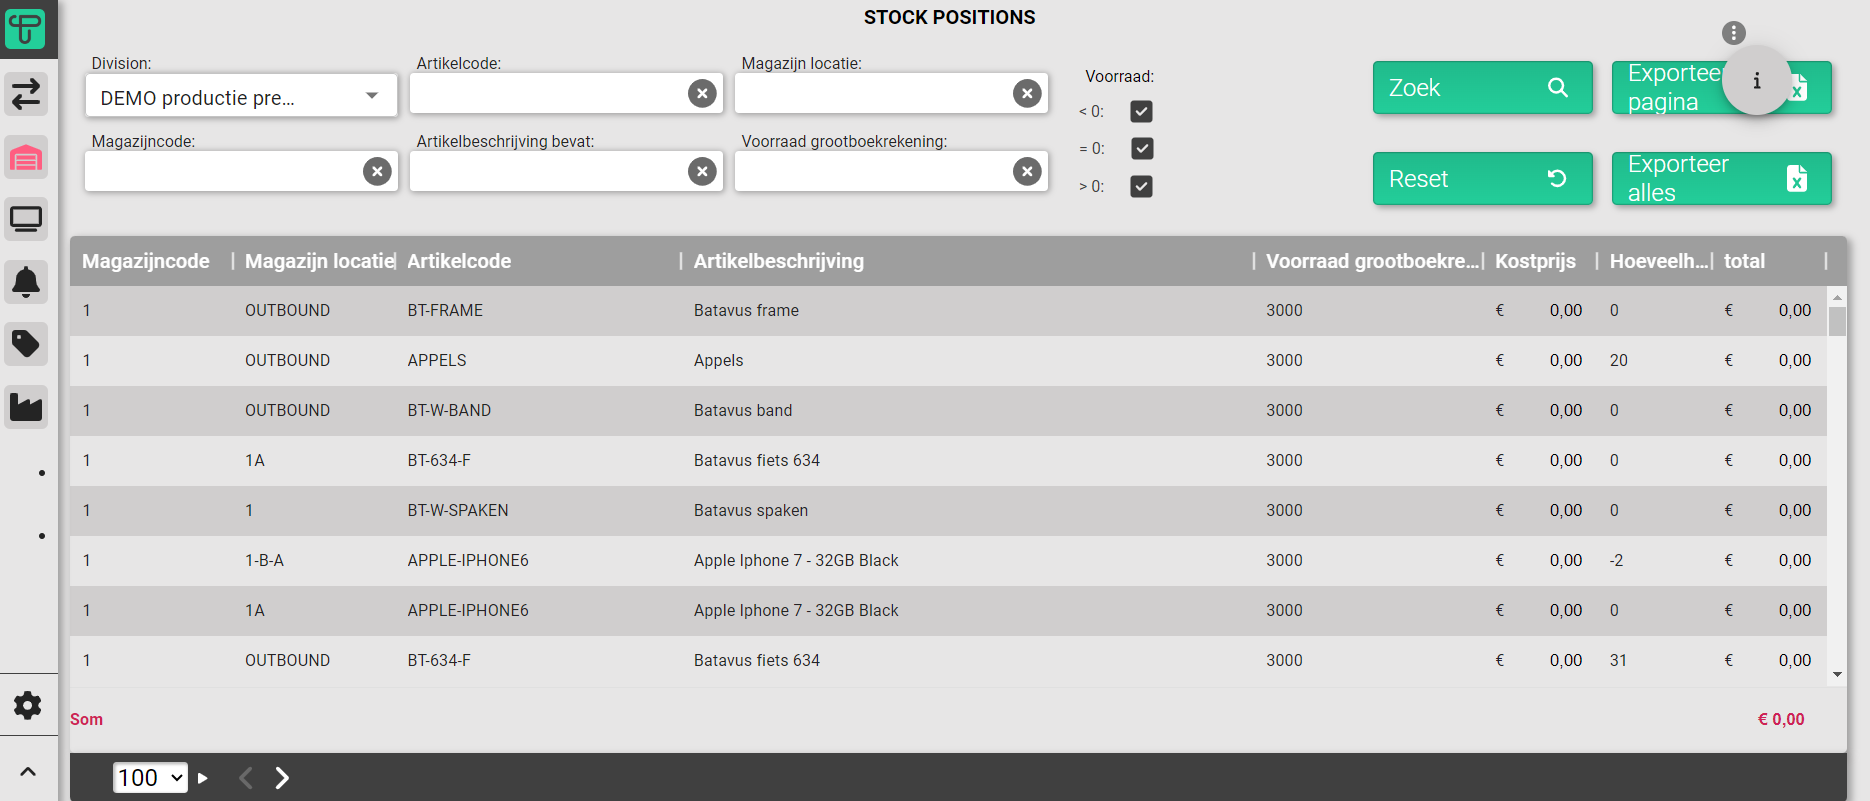 STOCK POSITIONS
Division:
DEMO productie pre...
Artikelcode:
Magazijn locatie:
Magazijncode:
Artikelbeschrijving bevat:
Voorraad grootboekrekening:
Voorraad:
< 0:
= 0:
> 0:
Zoek
Exportee
pagina
i
Reset
Exporteer
alles
Magazijncode Magazijn locatie Artikelcode Artikelbeschrijving Voorraad grootboekre... Kostprijs Hoeveelh... total
1 OUTBOUND BT-FRAME Batavus frame 3000 € 0,00 0 € 0,00
1 OUTBOUND APPELS Appels 3000 € 0,00 20 € 0,00
1 OUTBOUND BT-W-BAND Batavus band 3000 € 0,00 0 € 0,00
1 1A BT-634-F Batavus fiets 634 3000 € 0,00 0 € 0,00
1 1 BT-W-SPAKEN Batavus spaken 3000 € 0,00 0 € 0,00
1 1-B-A APPLE-IPHONE6 Apple Iphone 7 - 32GB Black 3000 € 0,00 -2 € 0,00
1 1A APPLE-IPHONE6 Apple Iphone 7 - 32GB Black 3000 € 0,00 0 € 0,00
1 OUTBOUND BT-634-F Batavus fiets 634 3000 € 0,00 31 € 0,00
Som € 0,00
100